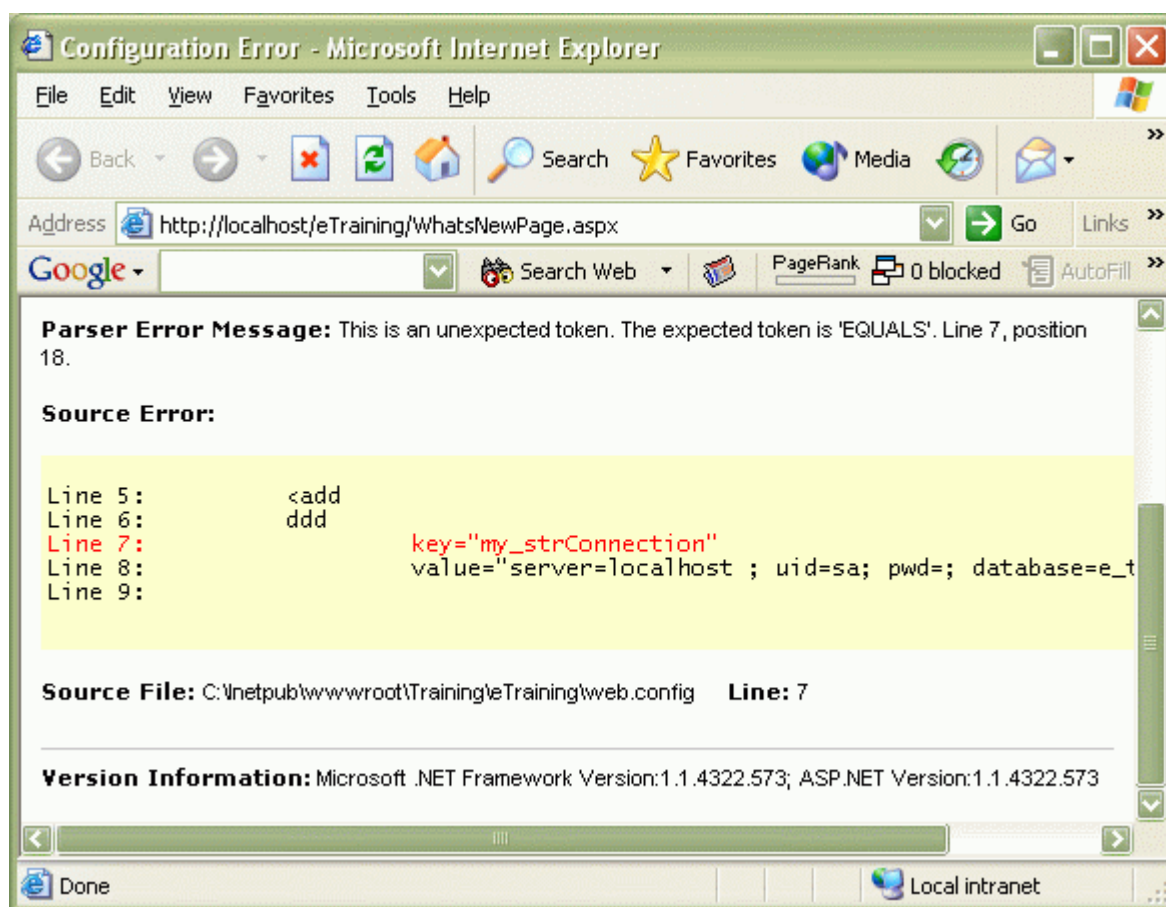 Configuration Error - Microsoft Internet Explorer
File Edit View Favorites Tools Help
Back Search Favorites Media
Address http://localhost/eTraining/WhatsNewPage.aspx Go Links
Google Search Web PageRank 0 blocked AutoFill
Parser Error Message: This is an unexpected token. The expected token is 'EQUALS'. Line 7, position
18.
Source Error:
Line 5: <add
Line 6: ddd
Line 7: key="my_strConnection"
Line 8: value="server=localhost ; uid=sa; pwd=; database=e_t
Line 9:
Source File: C:\Inetpub\wwwroot\Training\eTraining\web.config Line: 7
Version Information: Microsoft .NET Framework Version:1.1.4322.573; ASP.NET Version:1.1.4322.573
Done Local intranet